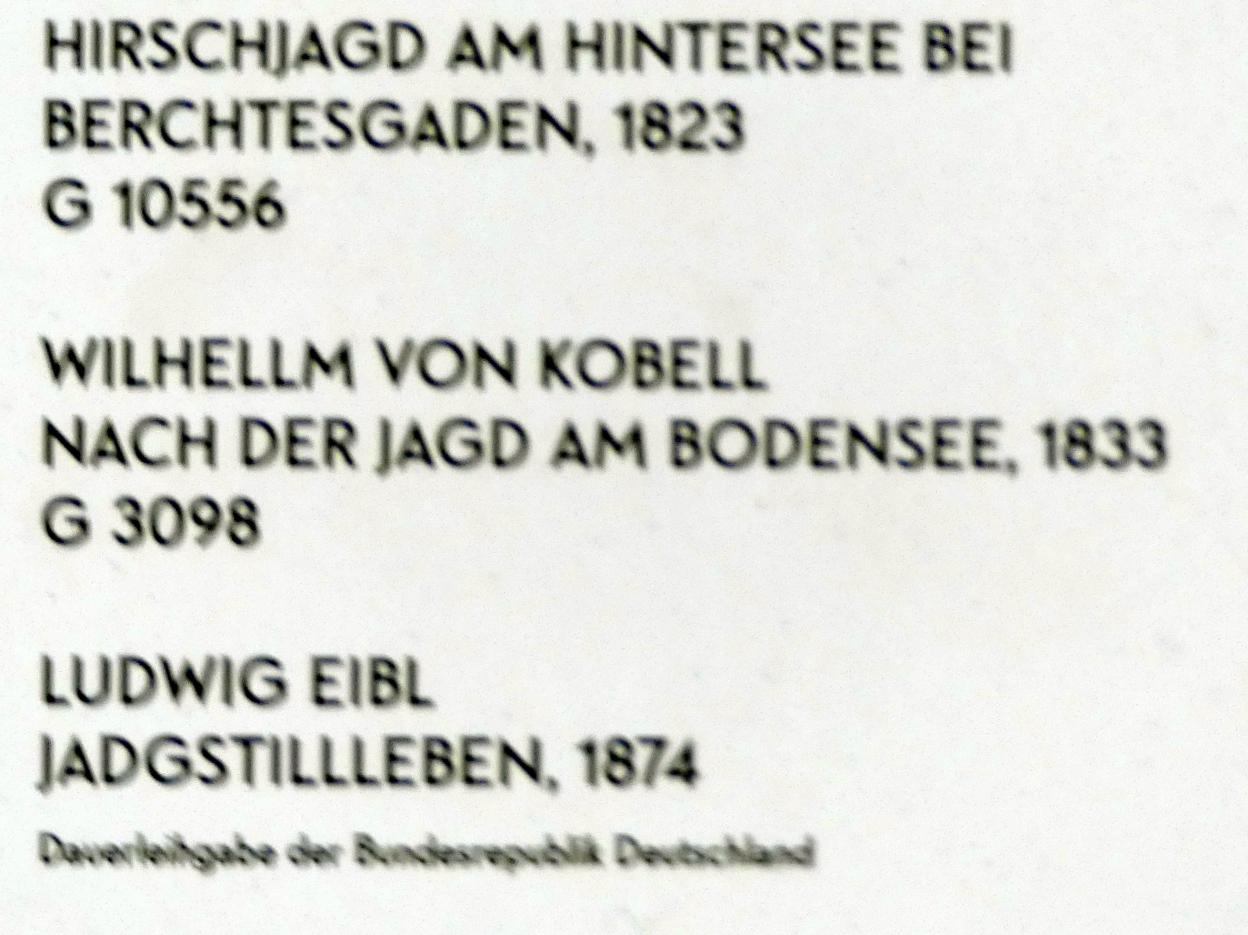 HIRSCHJAGD AM HINTERSEE BEI
BERCHTESGADEN, 1823
G 10556
WILHELLM VON KOBELL
NACH DER JAGD AM BODENSEE, 1833
G 3098
LUDWIG EIBL
JADGSTILLLEBEN, 1874
Dauerleihgabe der Bundesrepublik Deutschland